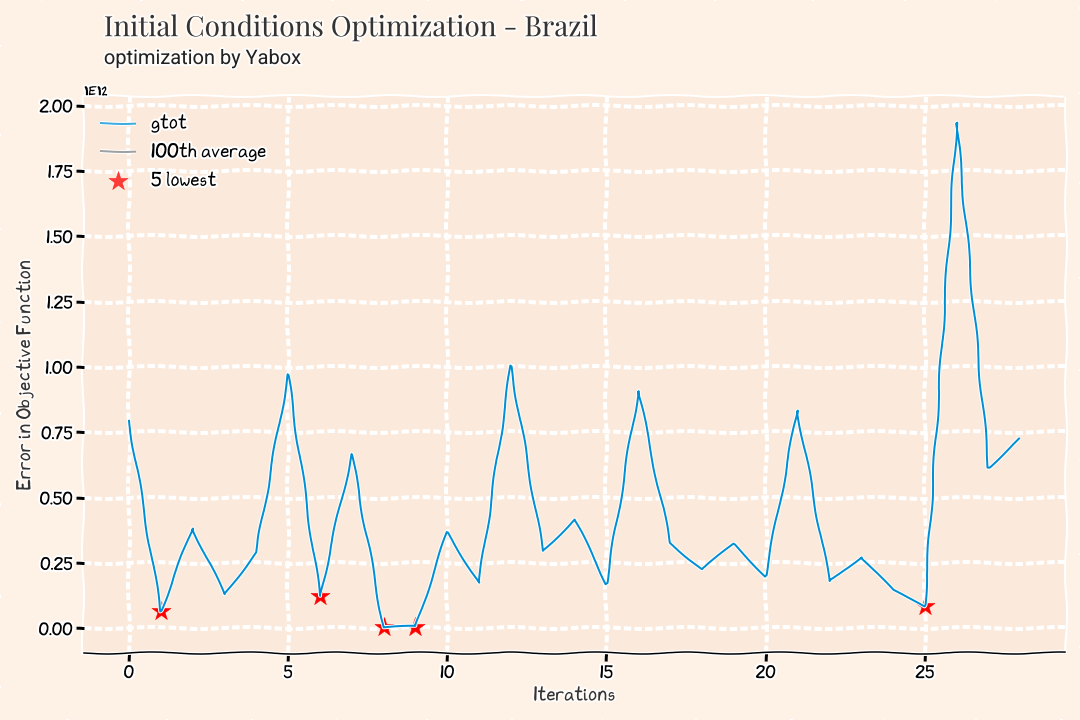 Initial Conditions Optimization - Brazil
optimization by Yabox
1E12
2.00
1.75
1.50
1.25
1.00
0.75
0.50
0.25
0.00
gtot
100th average
5 lowest
Error in Objective Function
0 5 10 15 20 25
Iterations